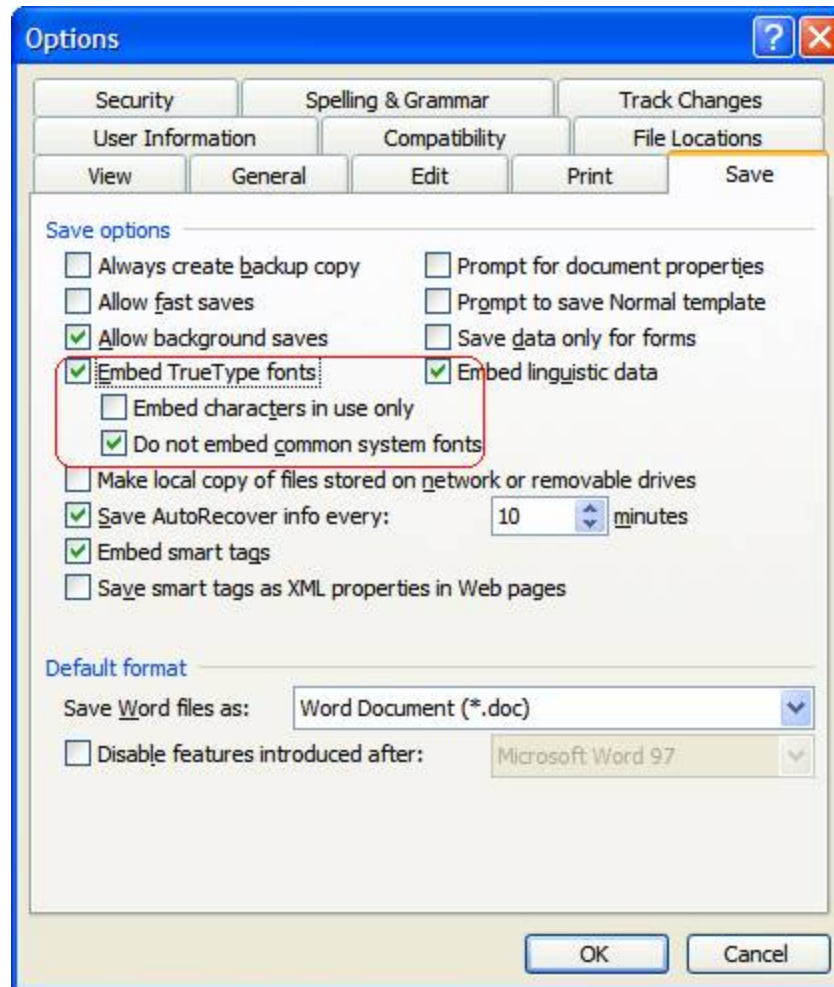 Options
Security Spelling & Grammar Track Changes
User Information Compatibility File Locations
View General Edit Print Save
Save options
Always create backup copy Prompt for document properties
Allow fast saves Prompt to save Normal template
Allow background saves Save data only for forms
Embed TrueType fonts Embed linguistic data
Embed characters in use only
Do not embed common system fonts
Make local copy of files stored on network or removable drives
Save AutoRecover info every: 10 minutes
Embed smart tags
Save smart tags as XML properties in Web pages
Default format
Save Word files as: Word Document (*.doc)
Disable features introduced after: Microsoft Word 97
OK Cancel